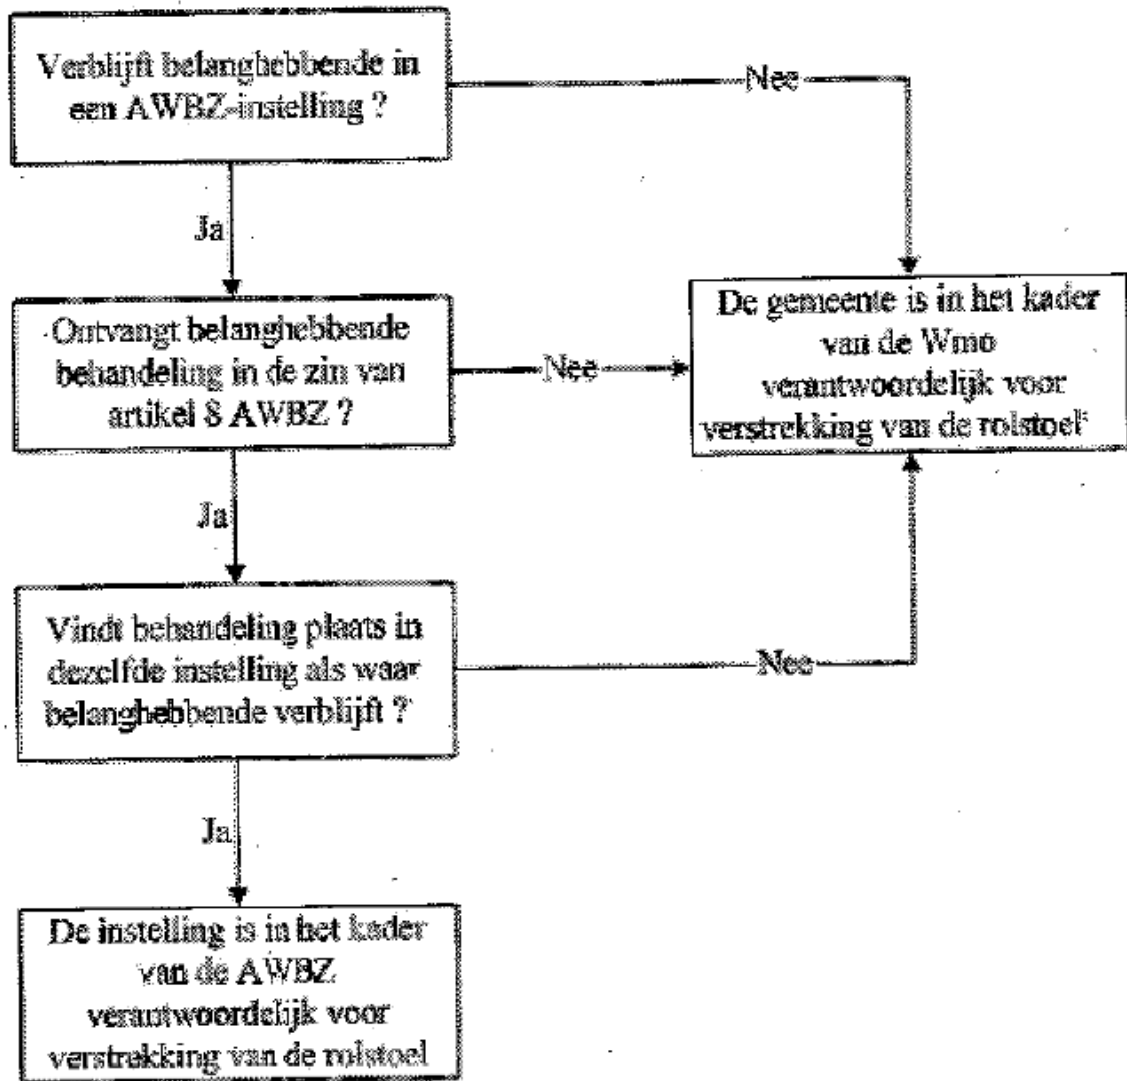 Verblijft belanghebbende in
een AWBZ-instelling ?
Nee
Ja
Ontvangt belanghebbende
behandeling in de zin van
artikel 8 AWBZ ?
Nee
De gemeente is in het kader
van de Wmo
verantwoordelijk voor
verstrekking van de rolstoel
Ja
Vindt behandeling plaats in
dezelfde instelling als waar
belanghebbende verblijft ?
Nee
Ja
De instelling is in het kader
van de AWBZ
verantwoordelijk voor
verstrekking van de rolstoel